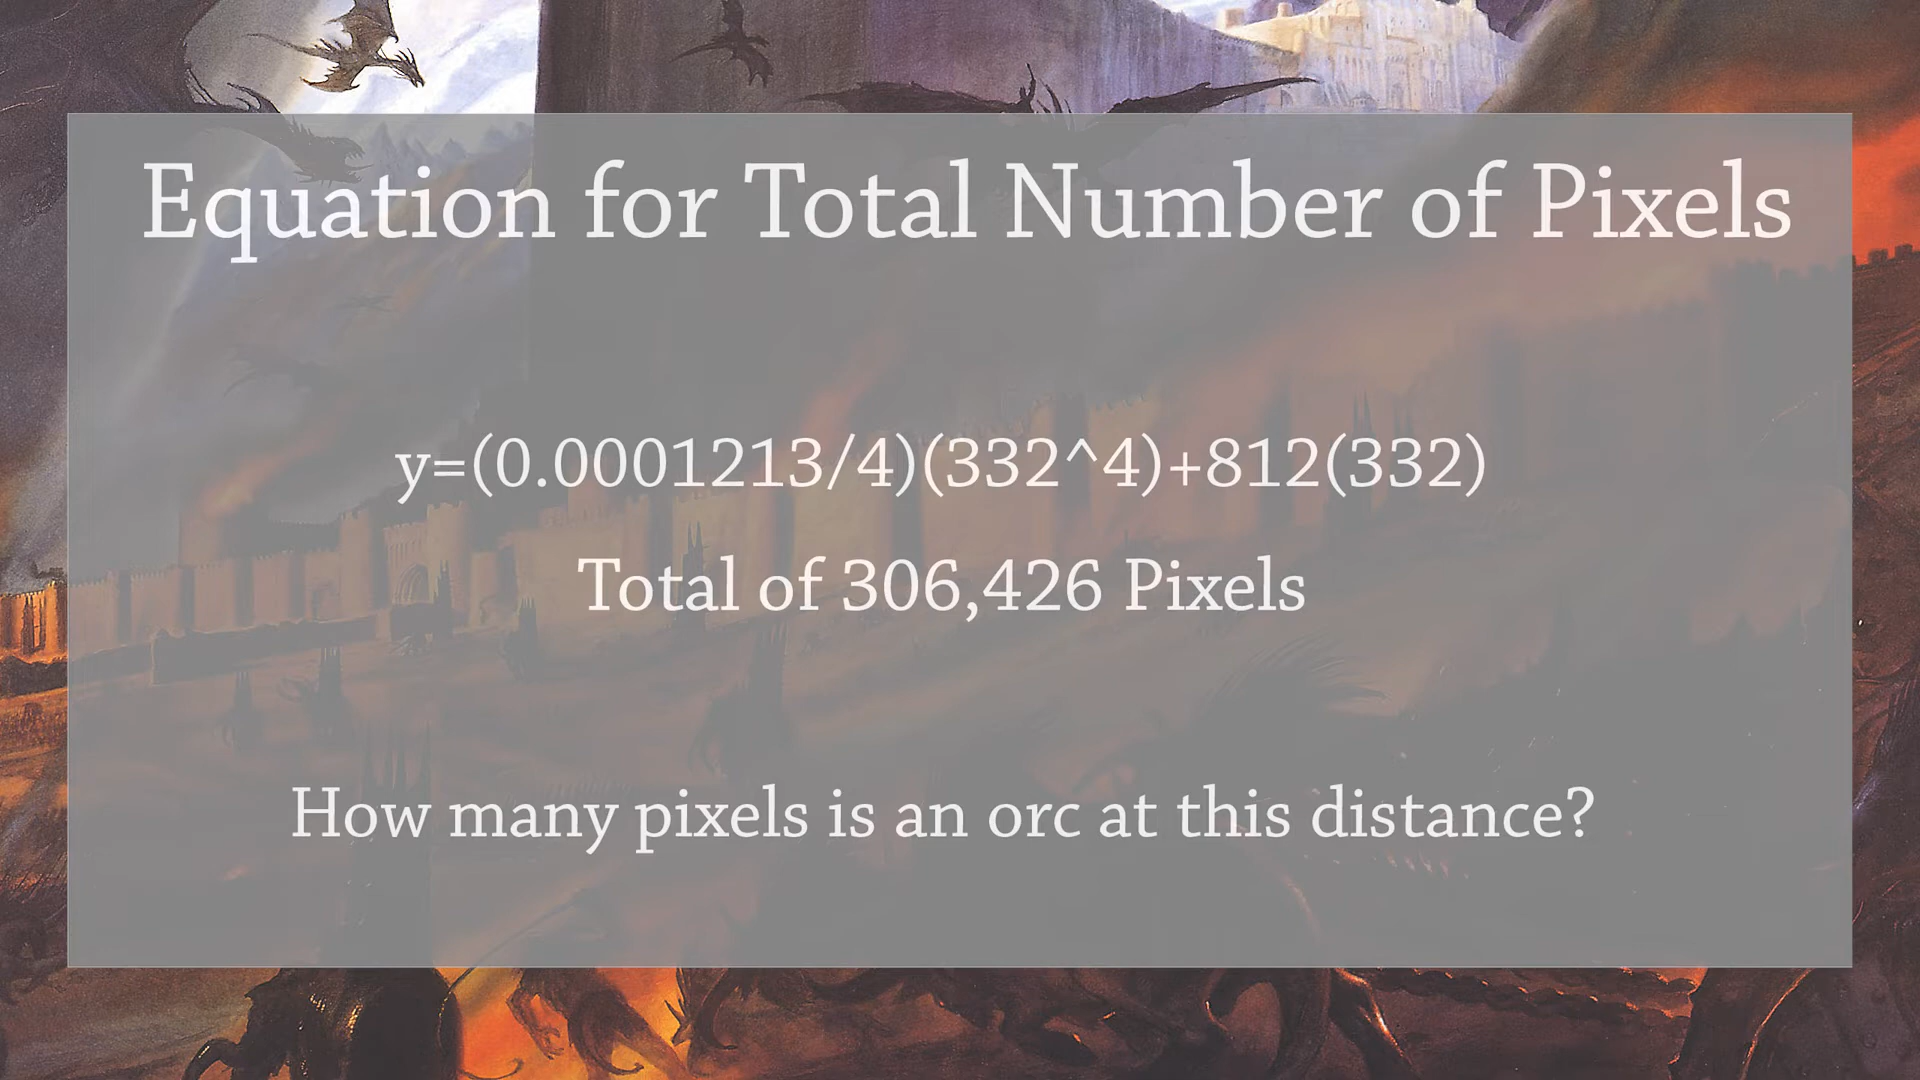 Equation for Total Number of Pixels
y=(0.0001213/4)(332^4)+812(332)
Total of 306,426 Pixels
How many pixels is an orc at this distance?